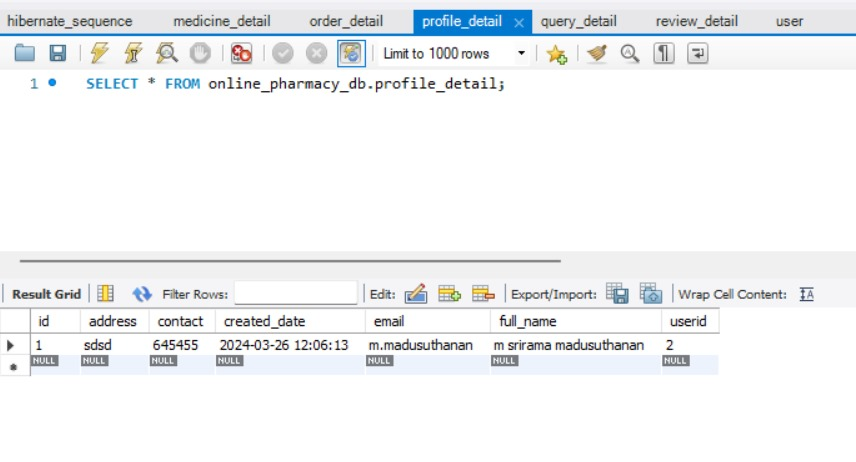 hibernate_sequence medicine_detail order_detail profile_detail × query_detail review_detail user
Limit to 1000 rows
1 SELECT * FROM online_pharmacy_db.profile_detail;
Result Grid Filter Rows: Edit: Export/Import: Wrap Cell Content: IA
id address contact created_date email full_name userid
1 sdsd 645455 2024-03-26 12:06:13 m.madusuthanan m srirama madusuthanan 2
NULL NULL NULL NULL NULL NULL NULL